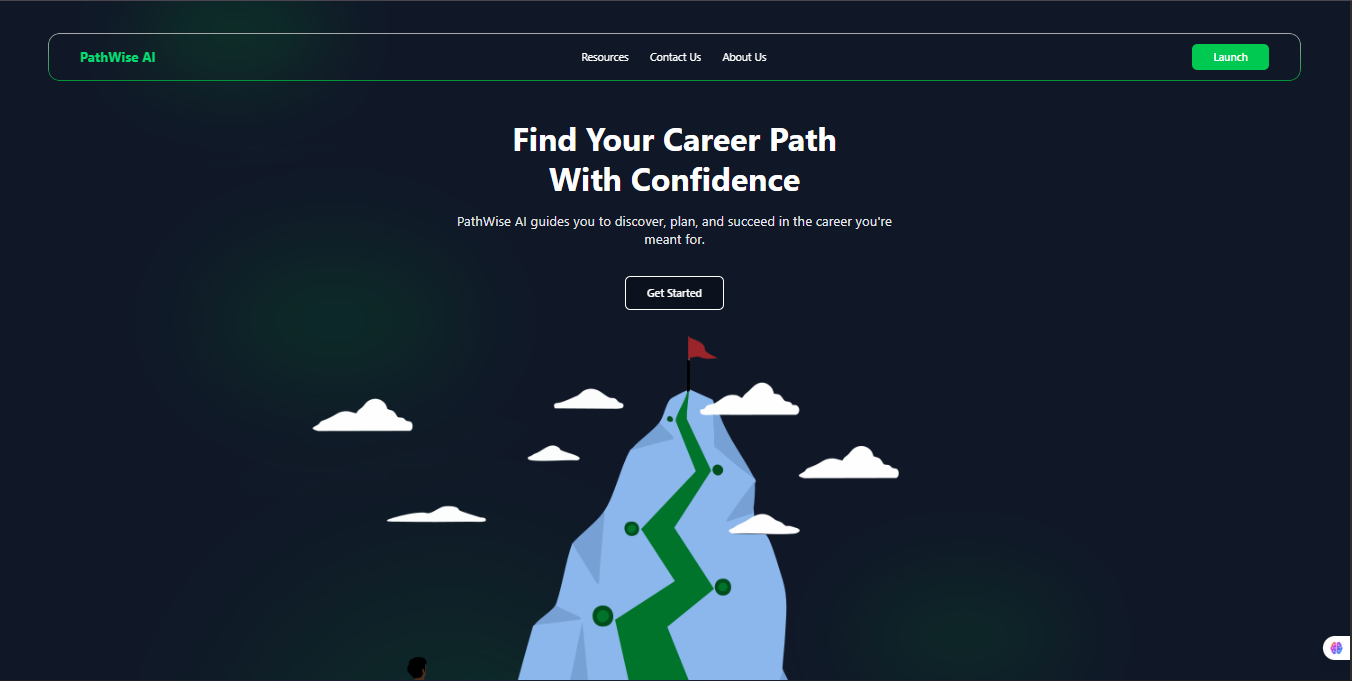 PathWise AI
Resources
Contact Us
About Us
Launch
Find Your Career Path
With Confidence
PathWise AI guides you to discover, plan, and succeed in the career you're
meant for.
Get Started